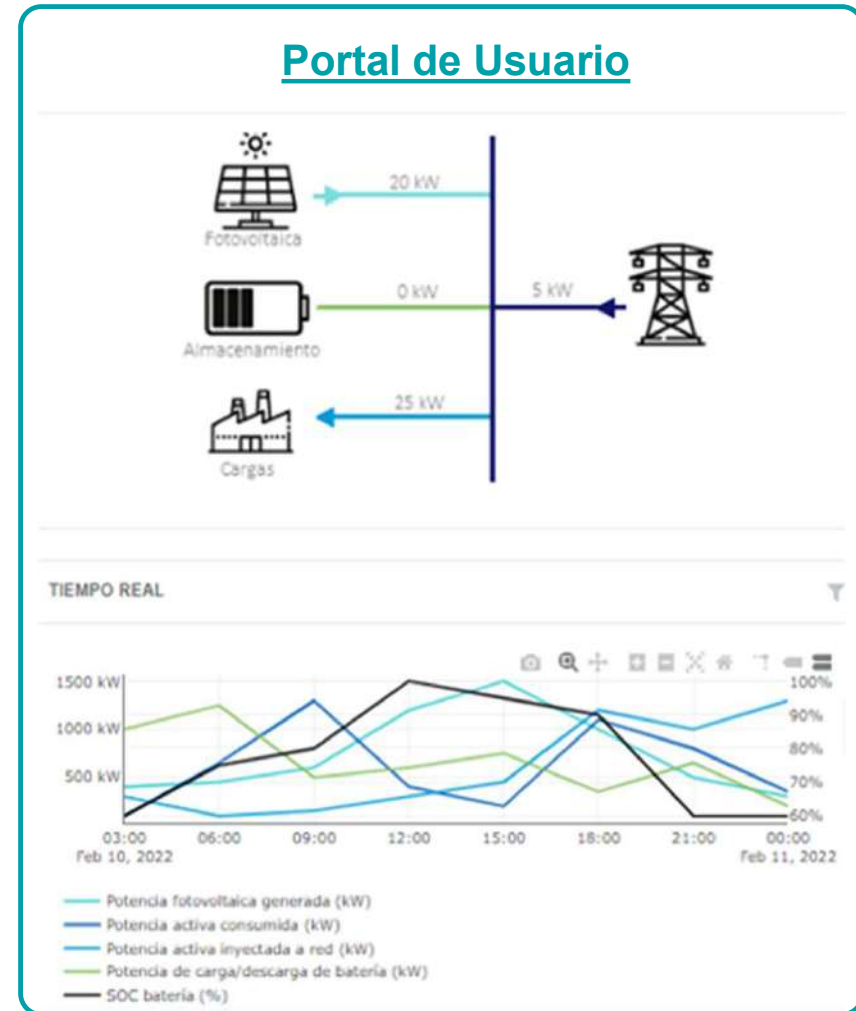 Portal de Usuario
20 kW
Fotovoltaica
0 kW
5 kW
Almacenamiento
25 kW
Cargas
TIEMPO REAL
1500 kW
100%
90%
1000 kW
80%
500 kW
70%
60%
03:00 06:00 09:00 12:00 15:00 18:00 21:00 00:00
Feb 10, 2022 Feb 11, 2022
Potencia fotovoltaica generada (kW)
Potencia activa consumida (kW)
Potencia activa inyectada a red (kW)
Potencia de carga/descarga de batería (kW)
SOC batería (%)